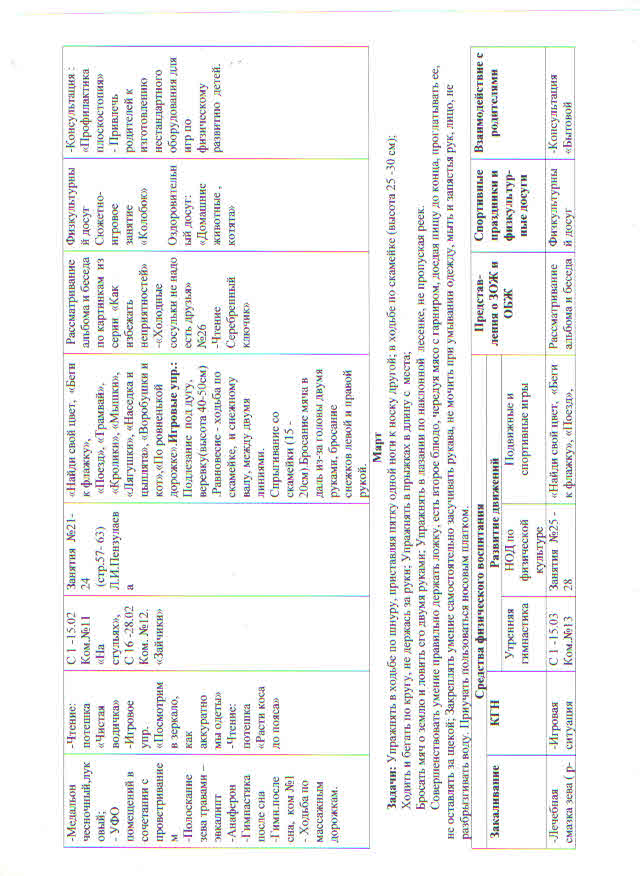 -Медальон
чесночный,лук
овый;
- УФО
помещений в
сочетании с
проветривание
м
-Полоскание
зева травами –
эвкалипт
-Анаферон
-Гимнастика
после сна
-Гимн.после
сна, ком №1
- Ходьба по
массажным
дорожкам.
-Чтение:
потешка
«Чистая
водичка»
-Игровое
упр.
«Посмотрим
в зеркало,
как
аккуратно
мы одеты»
-Чтение:
потешка
«Расти коса
до пояса»
С 1 -15.02
Ком.№11
«На
стульях»,
С 16 -28.02
Ком. №12.
«Зайчики»
Занятия №21-
24
(стр.57- 63)
Л.И.Пензулаев
а
«Найди свой цвет, «Беги
к флажку»,
«Поезд», «Трамвай»,
«Кролики», «Мышки»,
«Лягушки», «Наседка и
цыплята», «Воробушки и
кот»,«По ровненькой
дорожке».Игровые упр.:
Подлезание под дугу,
веревку(высота 40-50см)
.Равновесие - ходьба по
скамейке, и снежному
валу, между двумя
линиями.
Спрыгивание со
скамейки (15 -
20см).Бросание мяча в
даль из-за головы двумя
руками, бросание
снежков левой и правой
рукой.
Рассматривание
альбома и беседа
по картинкам из
серии «Как
избежать
неприятностей»
-«Холодные
сосульки не надо
есть друзья»
№26
-Чтение
Серебренный
ключик»
Физкультурны
й досуг
Сюжетно-
игровое
занятие
«Колобок»
Оздоровительн
ый досуг:
«Домашние
животные ,
котята»
-Консультация :
«Профилактика
плоскостопия»
- Привлечь
родителей к
изготовлению
нестандартного
оборудования для
игр по
физическому
развитию детей.
Март
Задачи: Упражнять в ходьбе по шнуру, приставляя пятку одной ноги к носку другой; в ходьбе по скамейке (высота 25 -30 см);
Ходить и бегать по кругу, не держась за руки; Упражнять в прыжках в длину с места;
Бросать мяч о землю и ловить его двумя руками; Упражнять в лазании по наклонной лесенке, не пропуская реек.
Совершенствовать умение правильно держать ложку, есть второе блюдо, чередуя мясо с гарниром, доедая пищу до конца, проглатывать ее,
не оставлять за щекой; Закреплять умение самостоятельно засучивать рукава, не мочить при умывании одежду, мыть и запястья рук, лицо, не
разбрызгивать воду. Приучать пользоваться носовым платком.
Средства физического воспитания
Закаливание
КГН
Развитие движений
Утренняя
гимнастика
НОД по
физической
культуре
Подвижные и
спортивные игры
Представ-
ления о ЗОЖ и
ОБЖ
Спортивные
праздники и
физкультур-
ные досуги
Взаимодействие с
родителями
-Лечебная
смазка зева ( р-
-Игровая
ситуация
С 1 -15.03
Ком.№13
Занятия №25 -
28
«Найди свой цвет, «Беги
к флажку», «Поезд»,
Рассматривание
альбома и беседа
Физкультурны
й досуг
-Консультация
«Бытовой